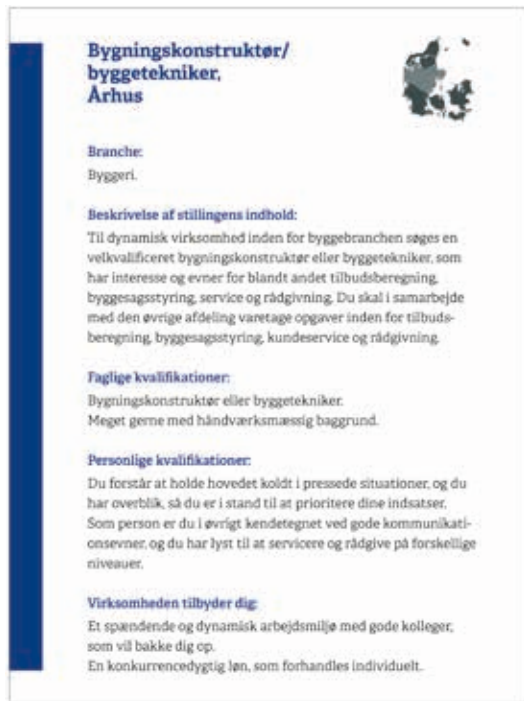 Bygningskonstruktør/
byggetekniker,
Århus
Branche:
Byggeri.
Beskrivelse af stillingens indhold:
Til dynamisk virksomhed inden for byggebranchen søges en
velkvalificeret bygningskonstruktør eller byggetekniker, som
har interesse og evner for blandt andet tilbudsberegning,
byggesagsstyring, service og rådgivning. Du skal i samarbejde
med den øvrige afdeling varetage opgaver inden for tilbuds-
beregning, byggesagsstyring, kundeservice og rådgivning.
Faglige kvalifikationer:
Bygningskonstruktør eller byggetekniker.
Meget gerne med håndværksmæssig baggrund.
Personlige kvalifikationer:
Du forstår at holde hovedet koldt i pressede situationer, og du
har overblik, så du er i stand til at prioritere dine indsatser.
Som person er du i øvrigt kendetegnet ved gode kommunikati-
onsevner, og du har lyst til at servicere og rådgive på forskellige
niveauer.
Virksomheden tilbyder dig:
Et spændende og dynamisk arbejdsmiljø med gode kolleger,
som vil bakke dig op.
En konkurrencedygtig løn, som forhandles individuelt.